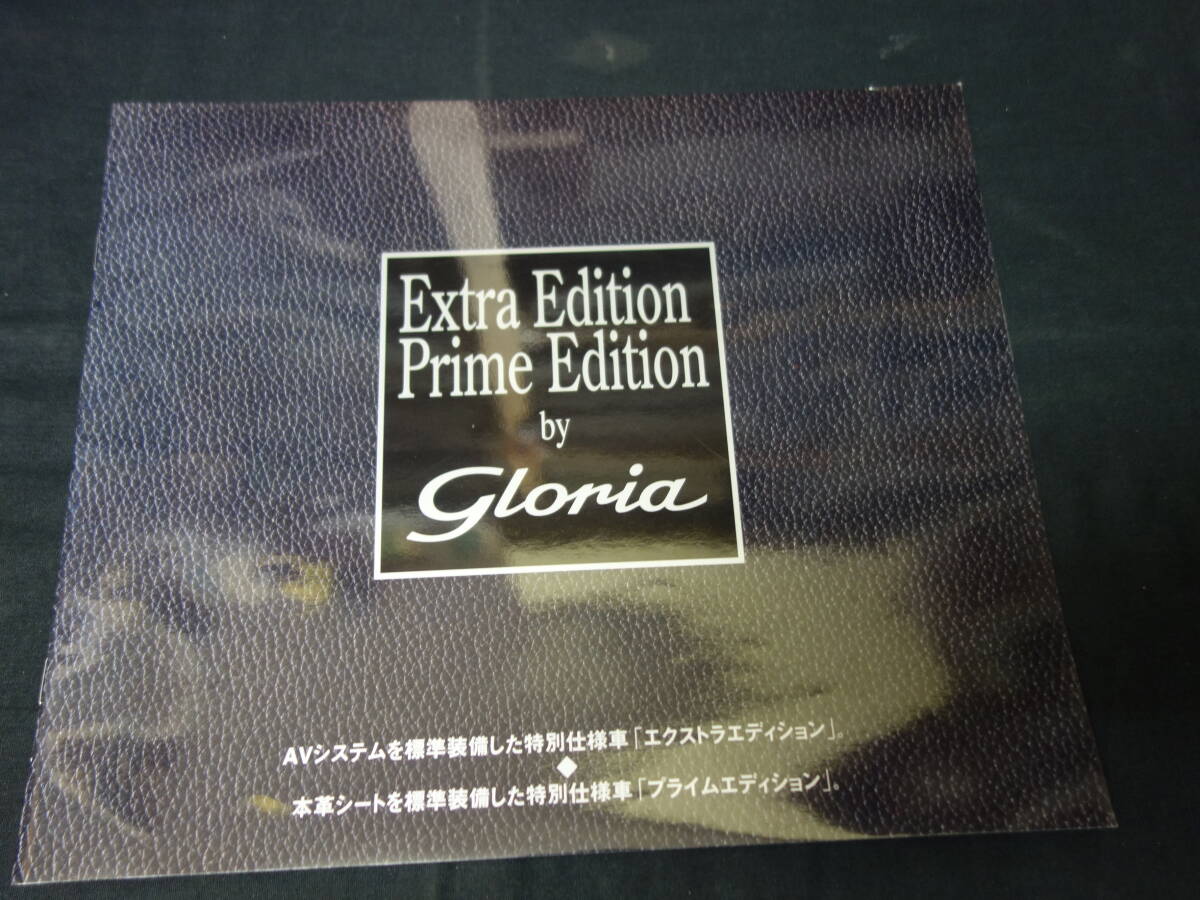 Extra Edition
Prime Edition
by
Gloria
AVシステムを標準装備した特別仕様車「エクストラエディション」。
◆
本革シートを標準装備した特別仕様車「プライムエディション」。